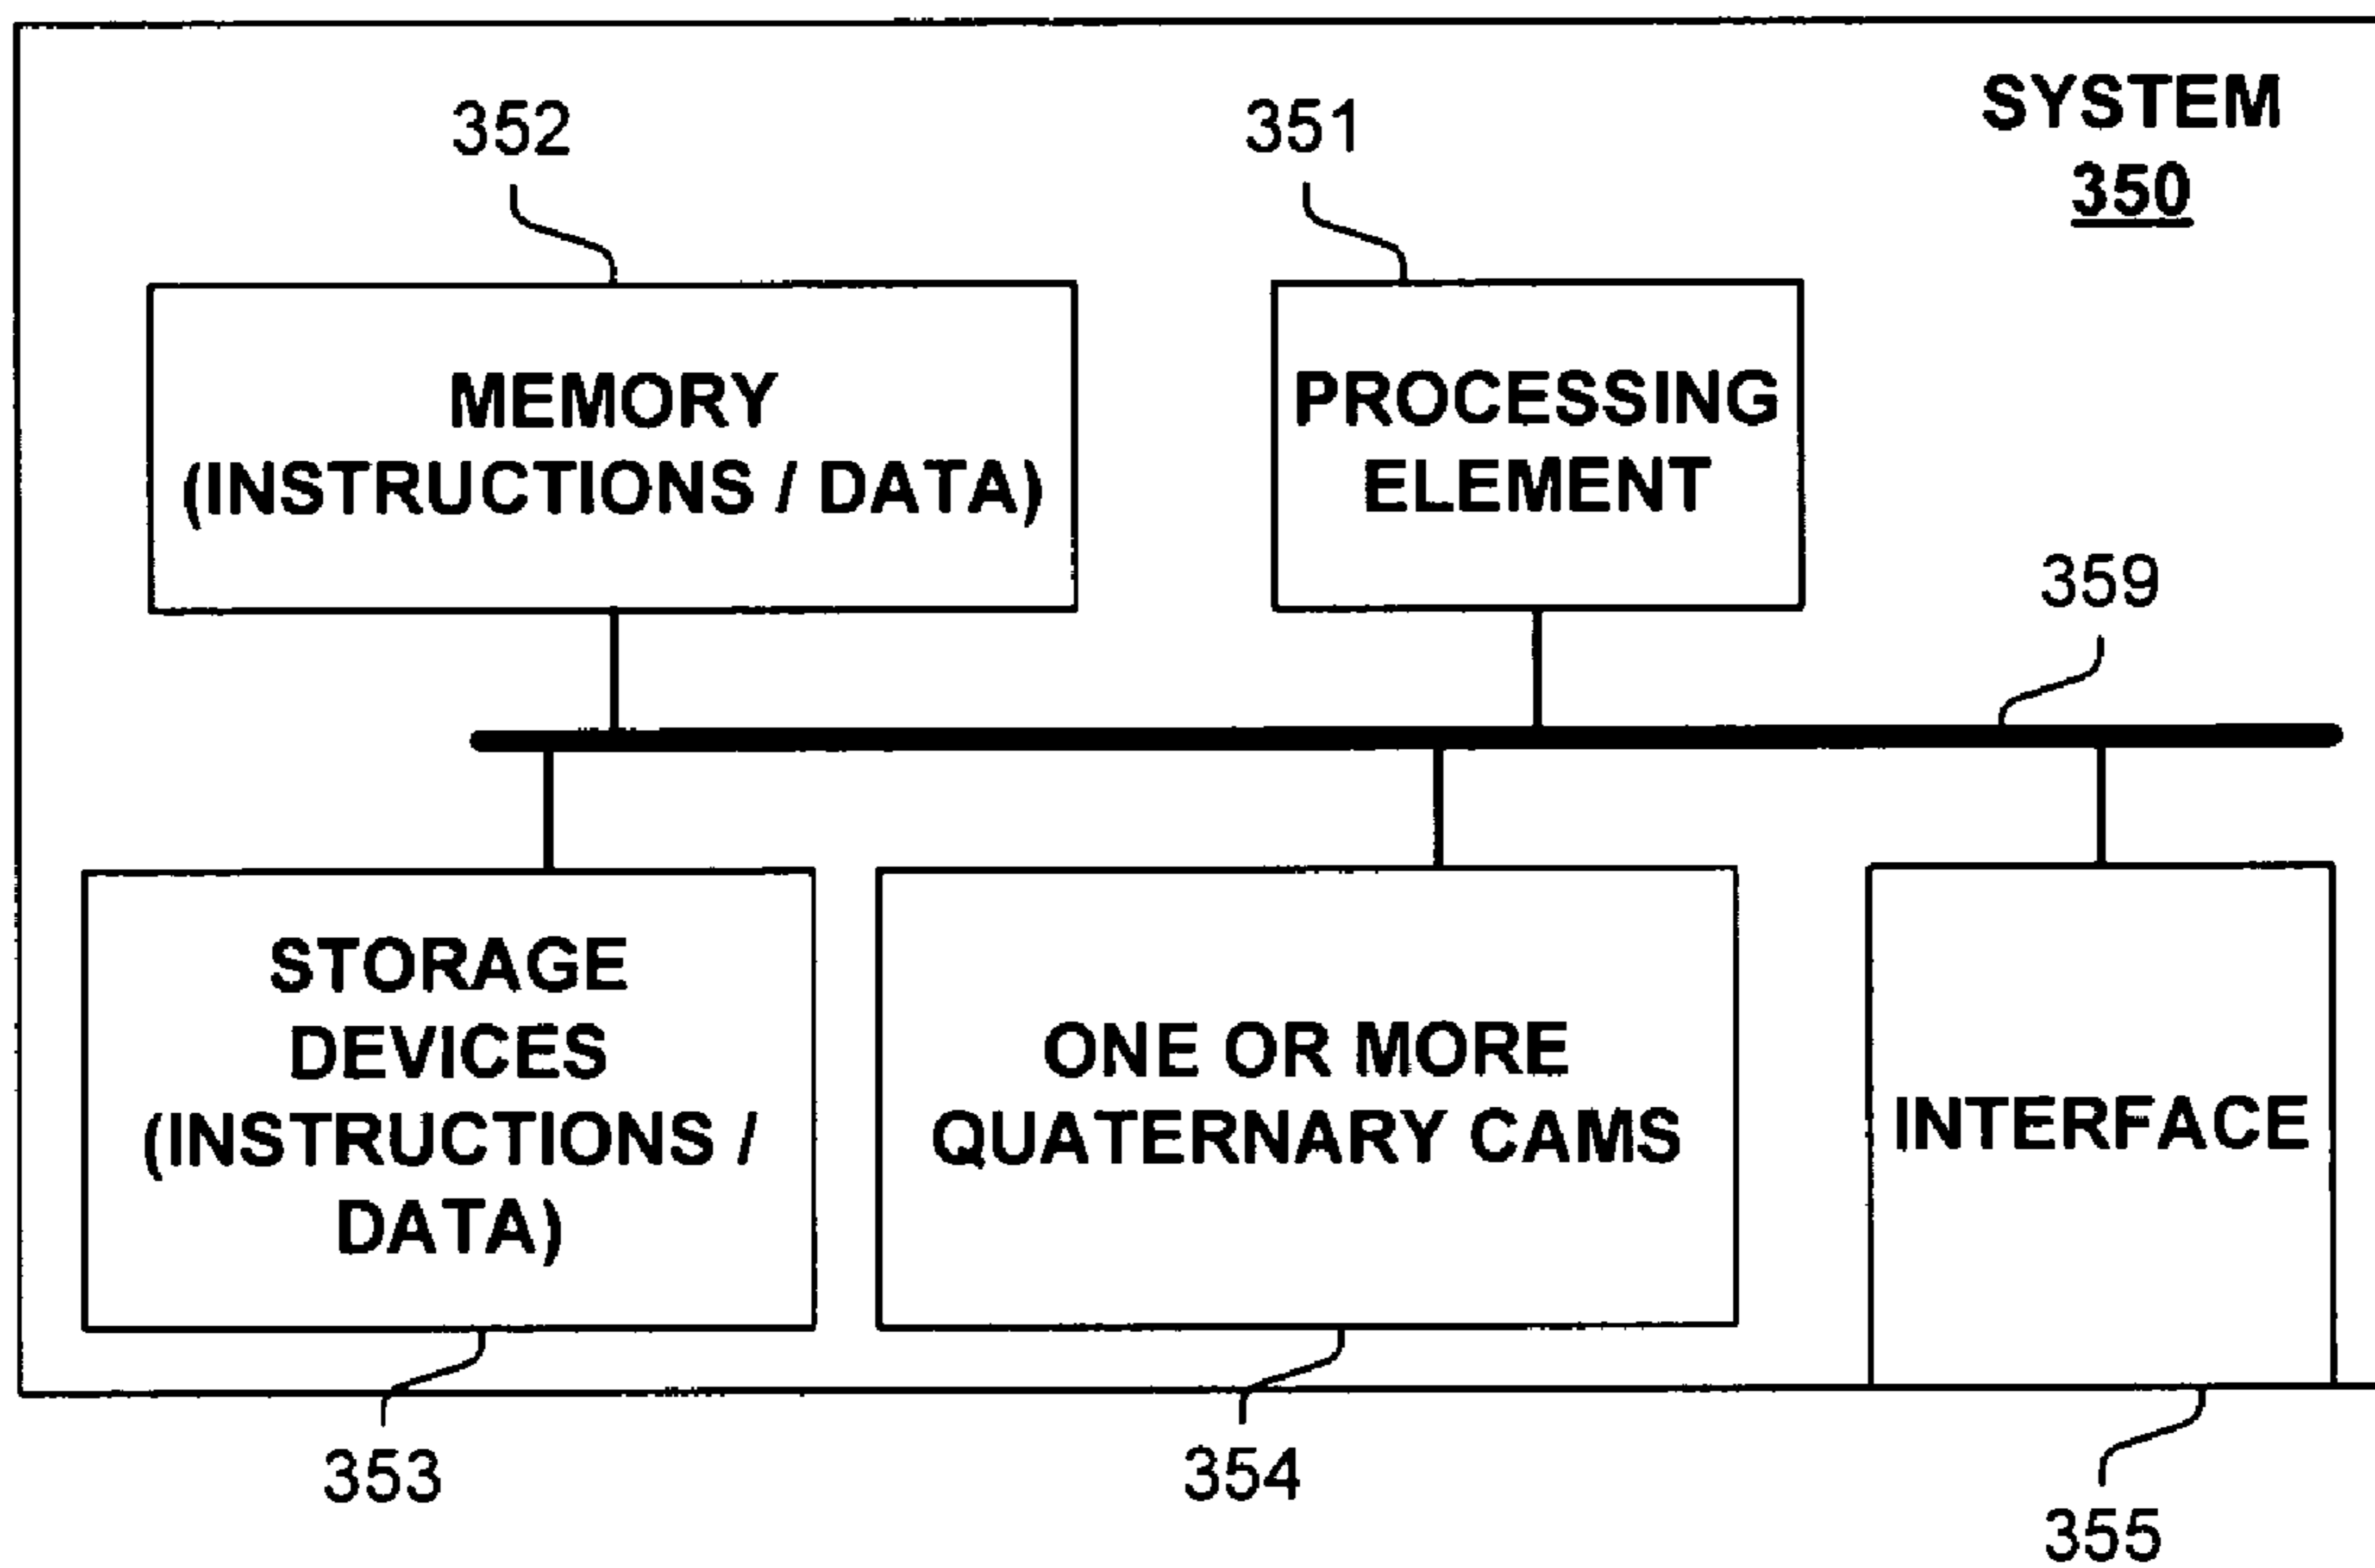 SYSTEM
350
352
351
MEMORY
(INSTRUCTIONS / DATA)
PROCESSING
ELEMENT
359
STORAGE
DEVICES
(INSTRUCTIONS /
DATA)
ONE OR MORE
QUATERNARY CAMS
INTERFACE
353
354
355